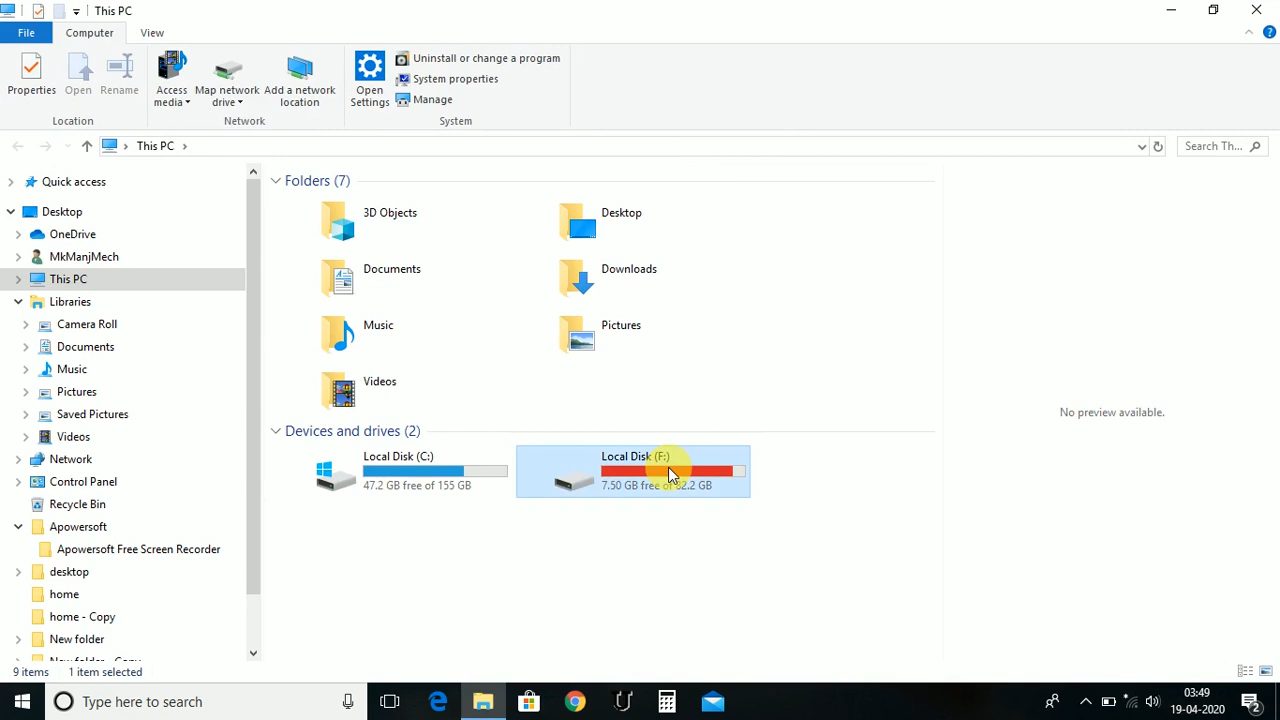 This PC
File
Computer
View
Properties
Open
Rename
Access media
Map network drive
Add a network location
Open Settings
Uninstall or change a program
System properties
Manage
Location
Network
System
This PC
Search Th...
Quick access
Desktop
OneDrive
MkManjMech
This PC
Libraries
Camera Roll
Documents
Music
Pictures
Saved Pictures
Videos
Network
Control Panel
Recycle Bin
Apowersoft
Apowersoft Free Screen Recorder
desktop
home
home - Copy
New folder
New folder - Copy
Folders (7)
3D Objects
Desktop
Documents
Downloads
Music
Pictures
Videos
Devices and drives (2)
Local Disk (C:)
47.2 GB free of 155 GB
Local Disk (F:)
7.50 GB free of 82.2 GB
No preview available.
9 items
1 item selected
Type here to search
03:49
19-04-2020
2